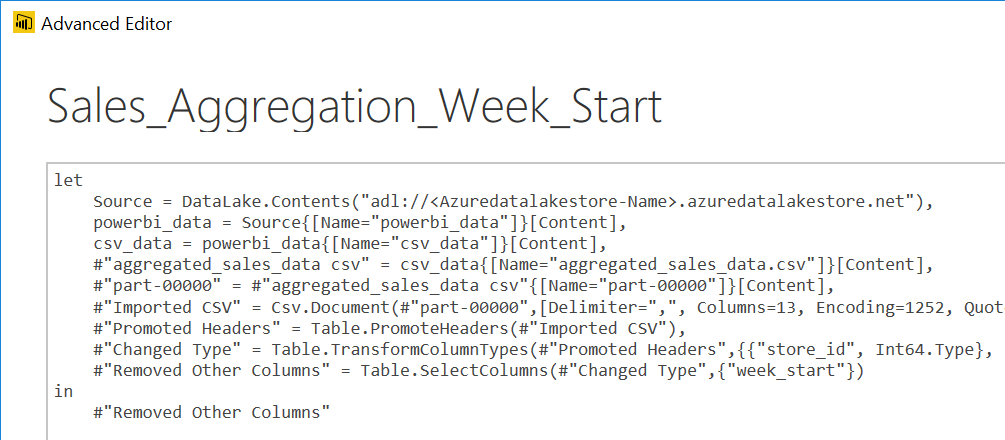 Advanced Editor
Sales_Aggregation_Week_Start
let
Source = DataLake.Contents("adl://<Azuredatalakestore-Name>.azuredatalakestore.net"),
powerbi_data = Source{[Name="powerbi_data"]}[Content],
csv_data = powerbi_data{[Name="csv_data"]}[Content],
#"aggregated_sales_data csv" = csv_data{[Name="aggregated_sales_data.csv"]}[Content],
#"part-00000" = #"aggregated_sales_data csv"{[Name="part-00000"]}[Content],
#"Imported CSV" = Csv.Document(#"part-00000",[Delimiter=",", Columns=13, Encoding=1252, Quot
#"Promoted Headers" = Table.PromoteHeaders(#"Imported CSV"),
#"Changed Type" = Table.TransformColumnTypes(#"Promoted Headers",{{"store_id", Int64.Type},
#"Removed Other Columns" = Table.SelectColumns(#"Changed Type",{"week_start"})
in
#"Removed Other Columns"